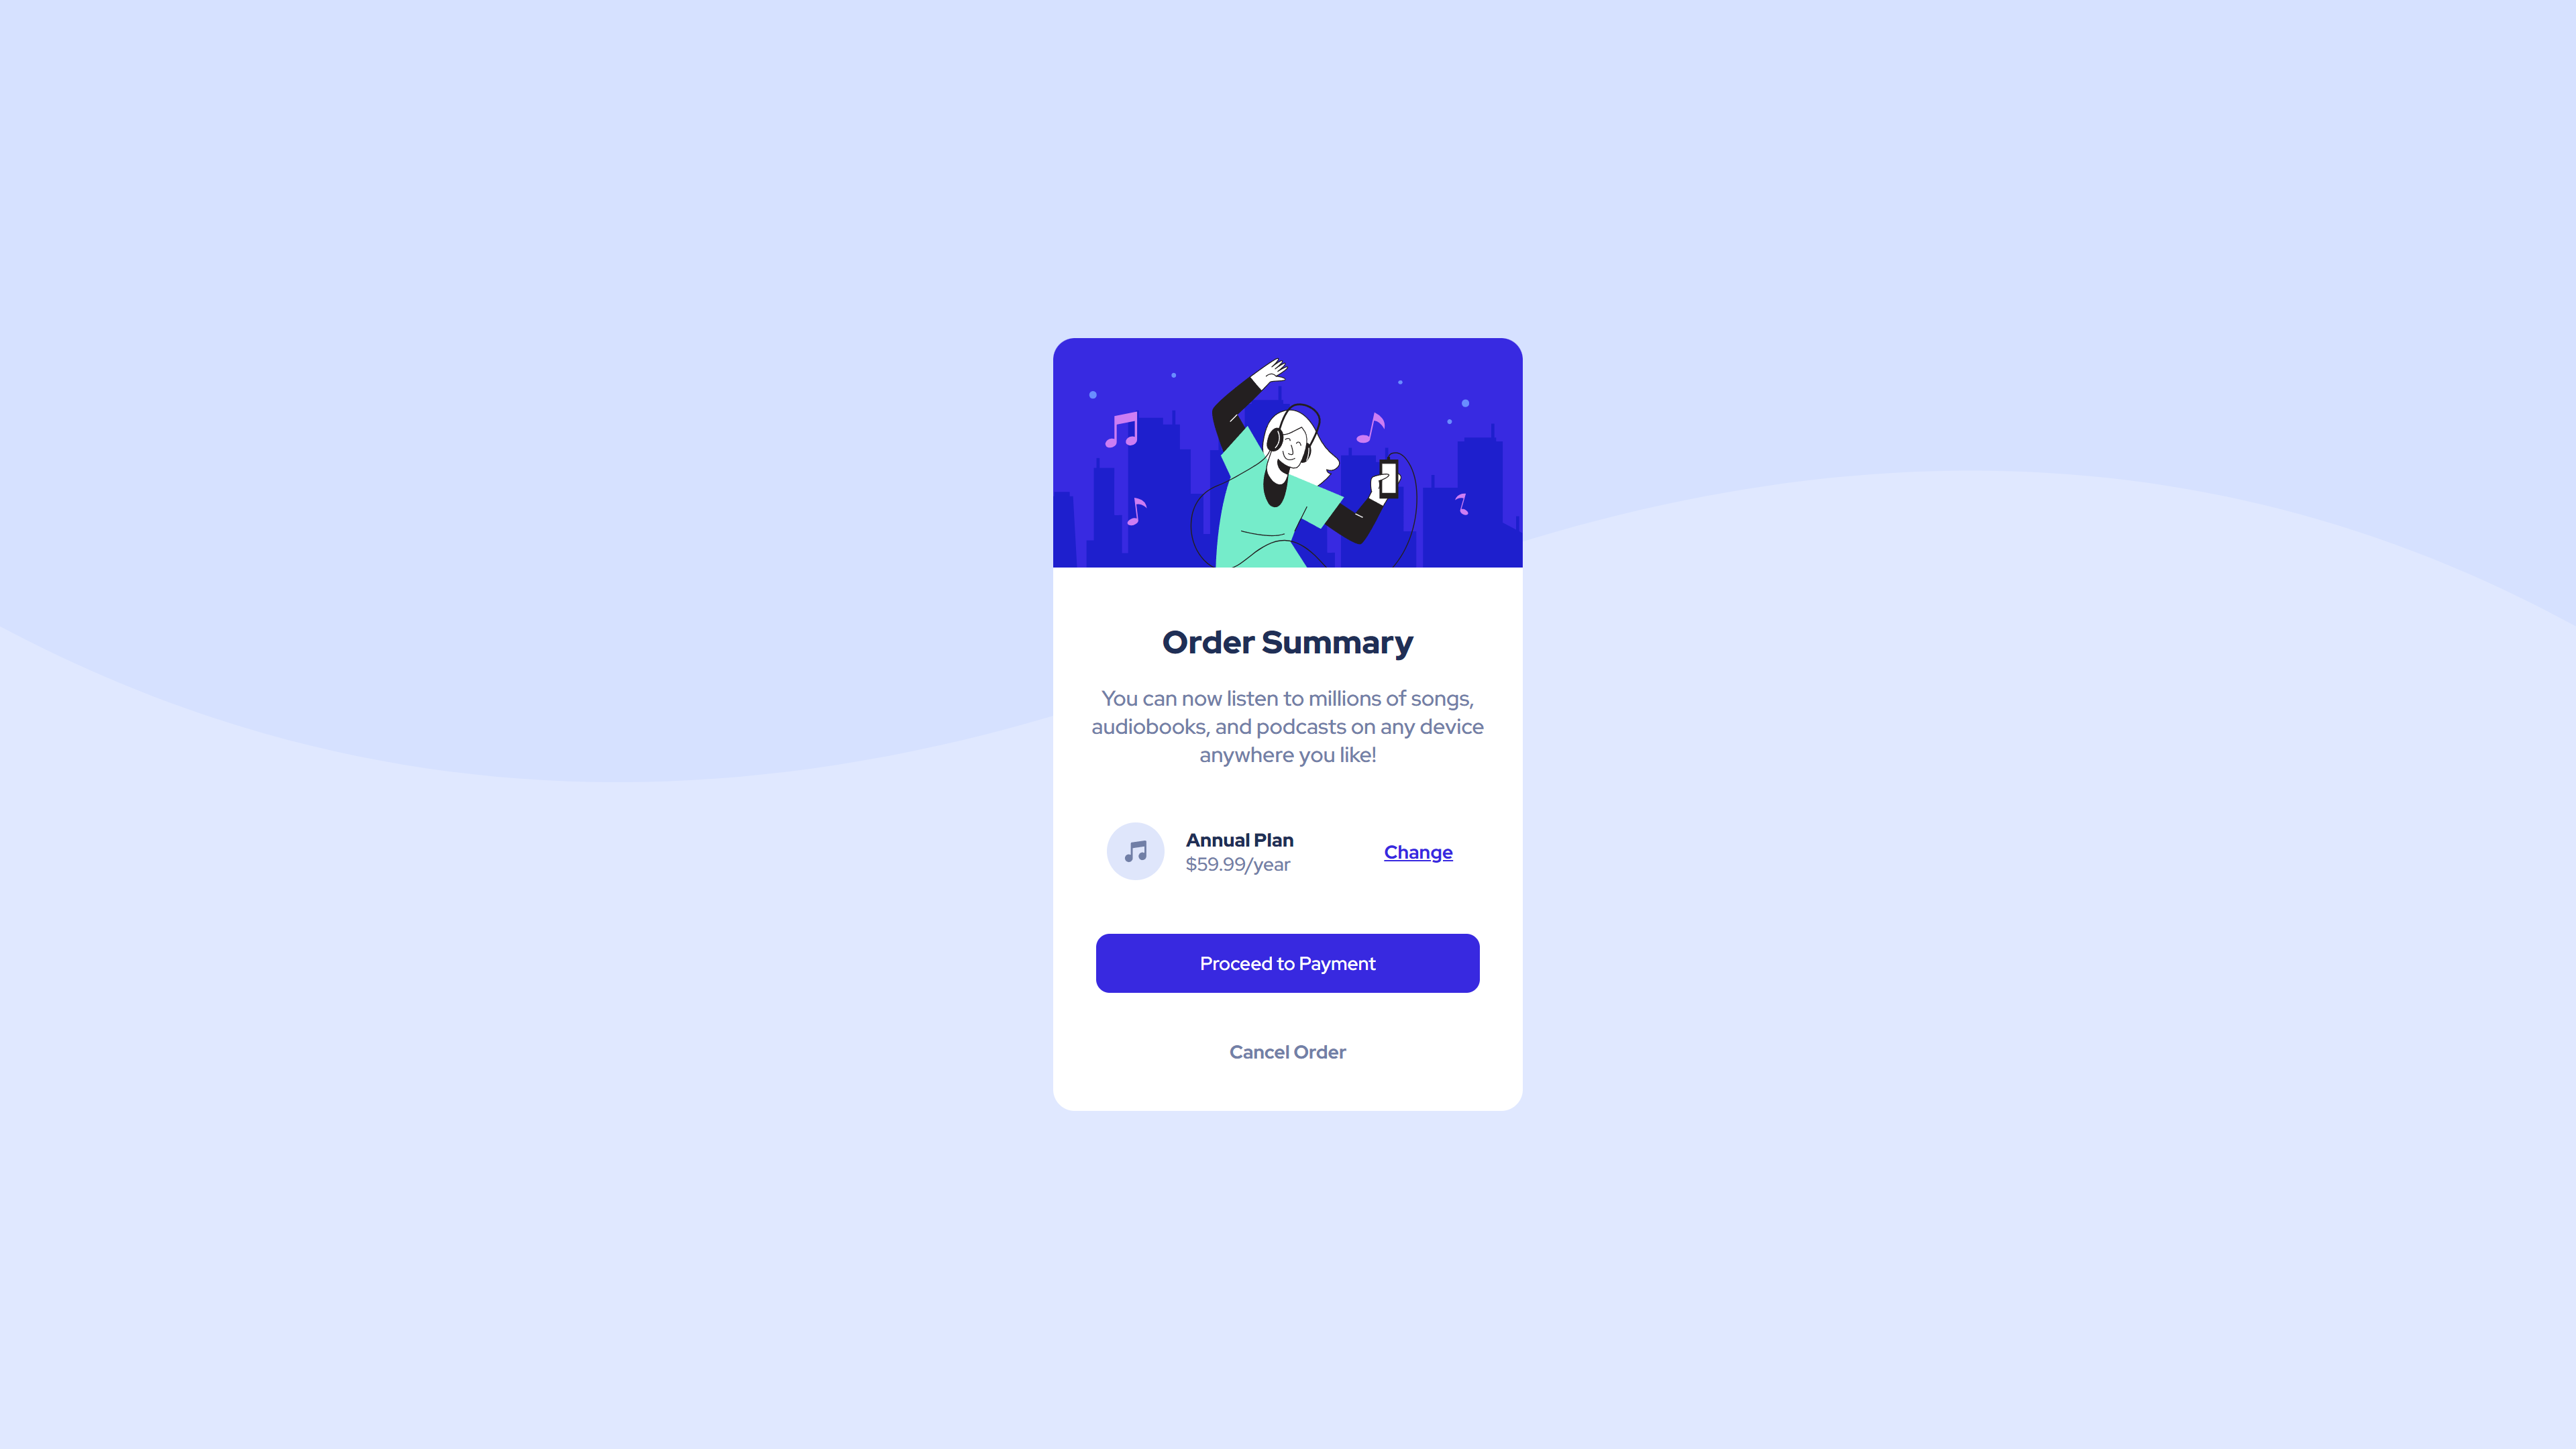 Order Summary
You can now listen to millions of songs,
audiobooks, and podcasts on any device
anywhere you like!
Annual Plan
$59.99/year
Change
Proceed to Payment
Cancel Order